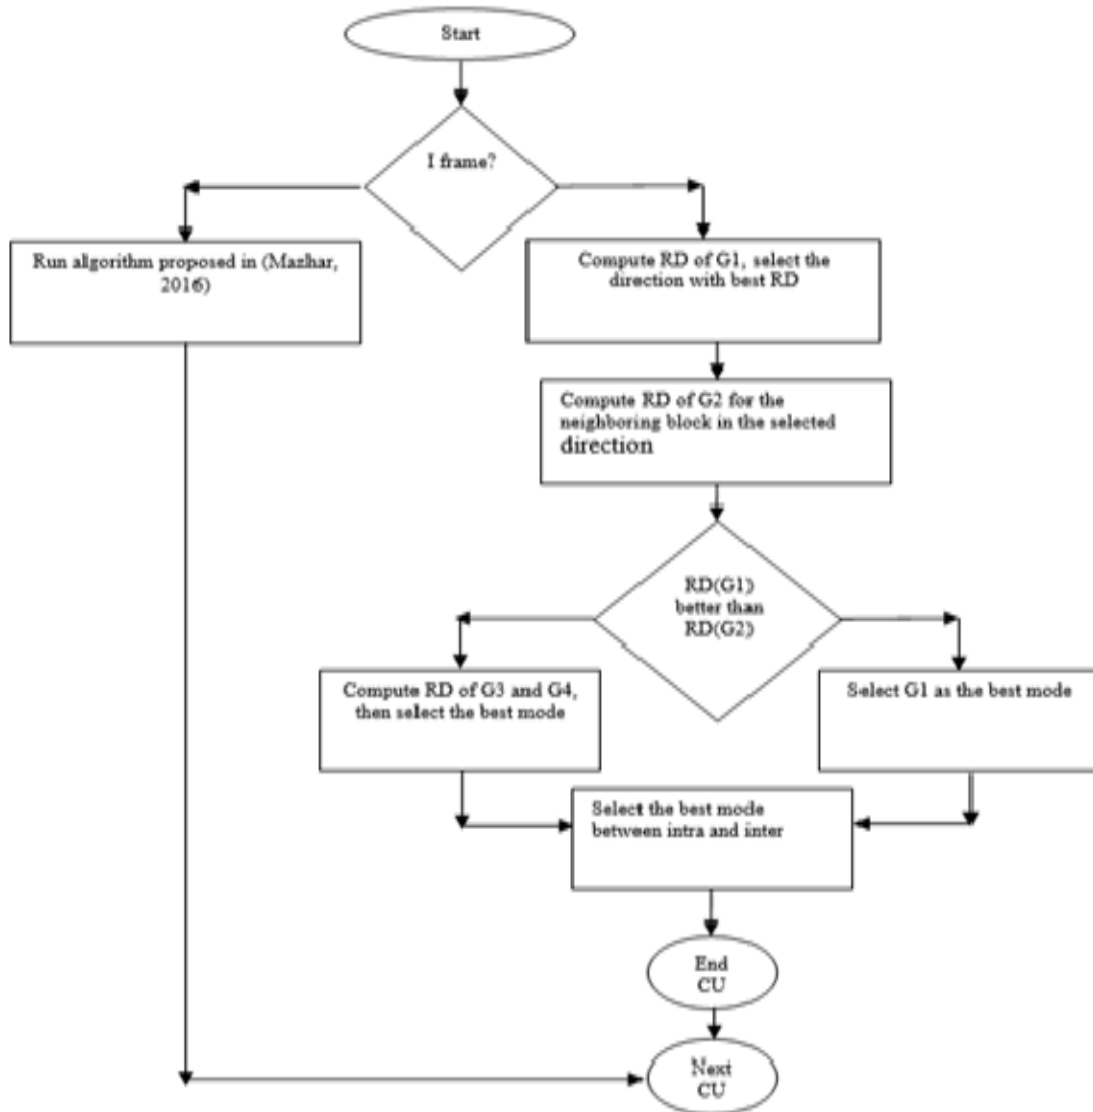 Start
I frame?
Run algorithm proposed in (Mazhar,
2016)
Compute RD of G1, select the
direction with best RD
Compute RD of G2 for the
neighboring block in the selected
direction
RD(G1)
better than
RD(G2)
Compute RD of G3 and G4,
then select the best mode
Select G1 as the best mode
Select the best mode
between intra and inter
End
CU
Next
CU